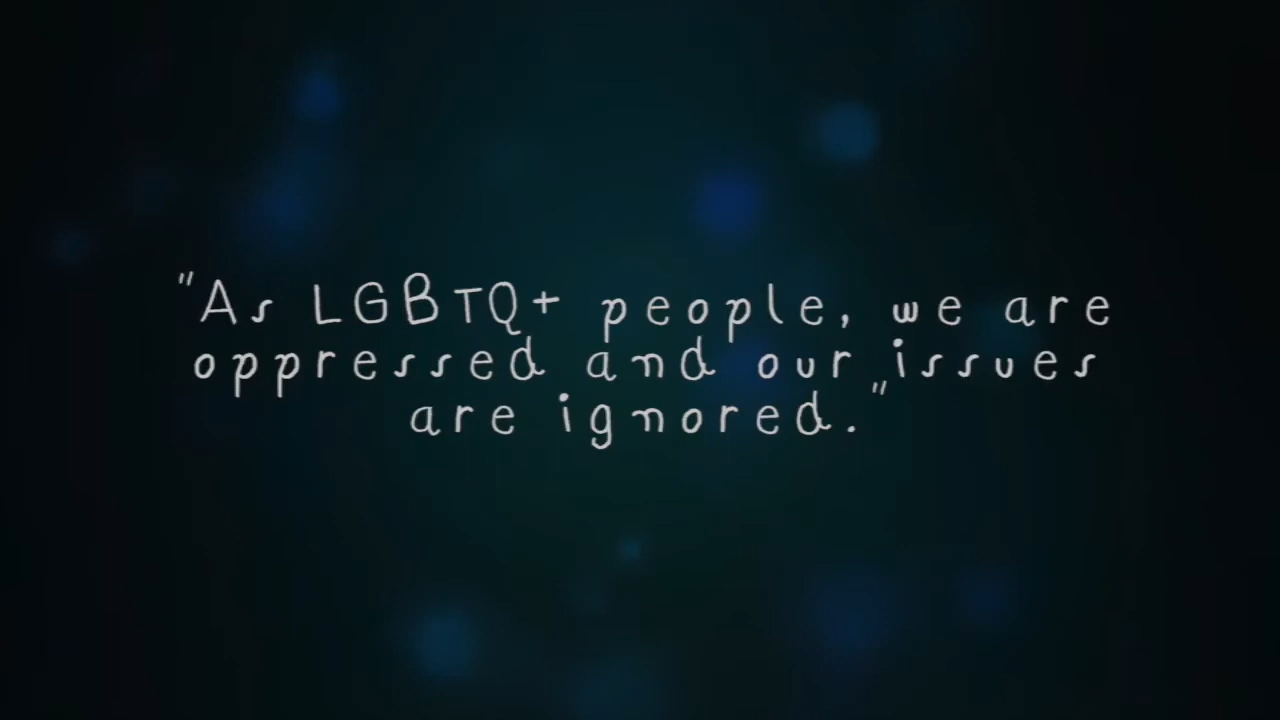 "As LGBTQ+ people, we are
oppressed and our issues
are ignored."